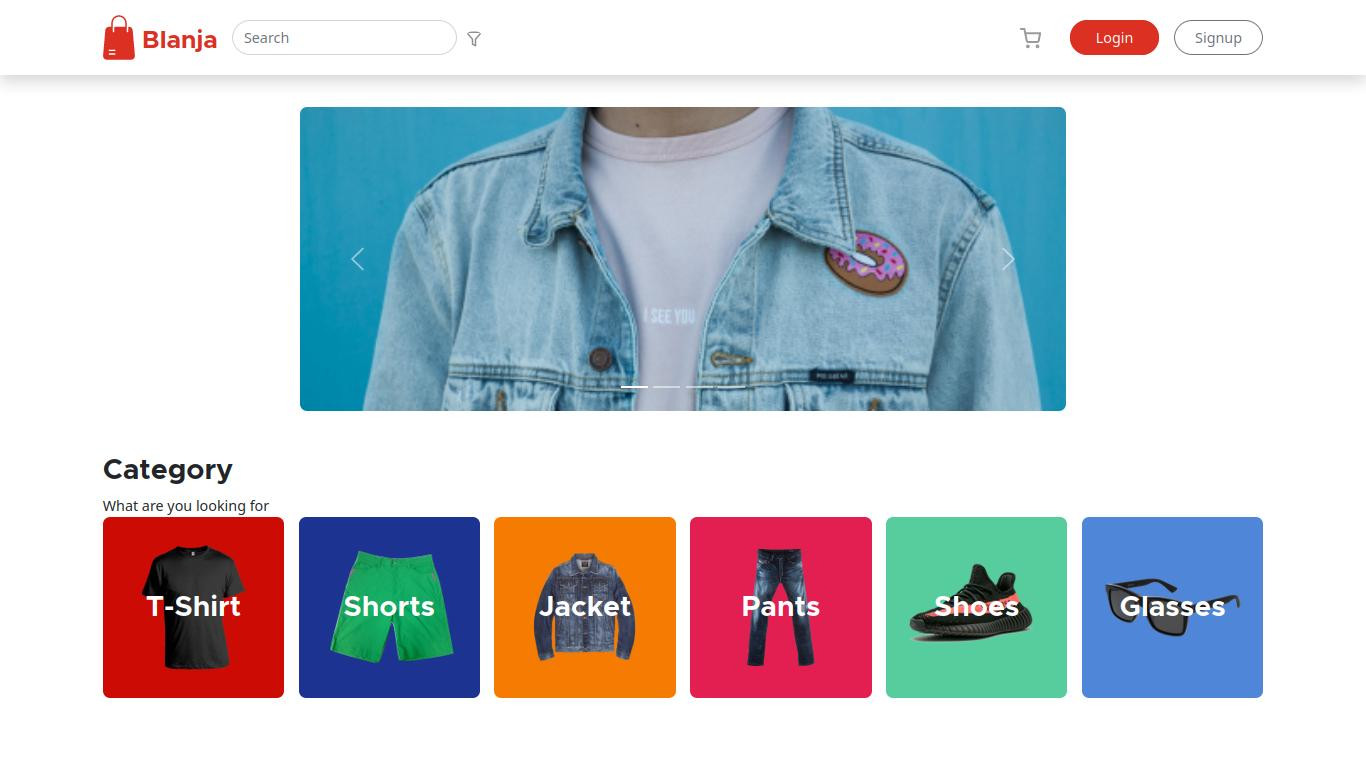 Blanja
Search
Login
Signup
I SEE YOU
Category
What are you looking for
T-Shirt
Shorts
Jacket
Pants
Shoes
Glasses